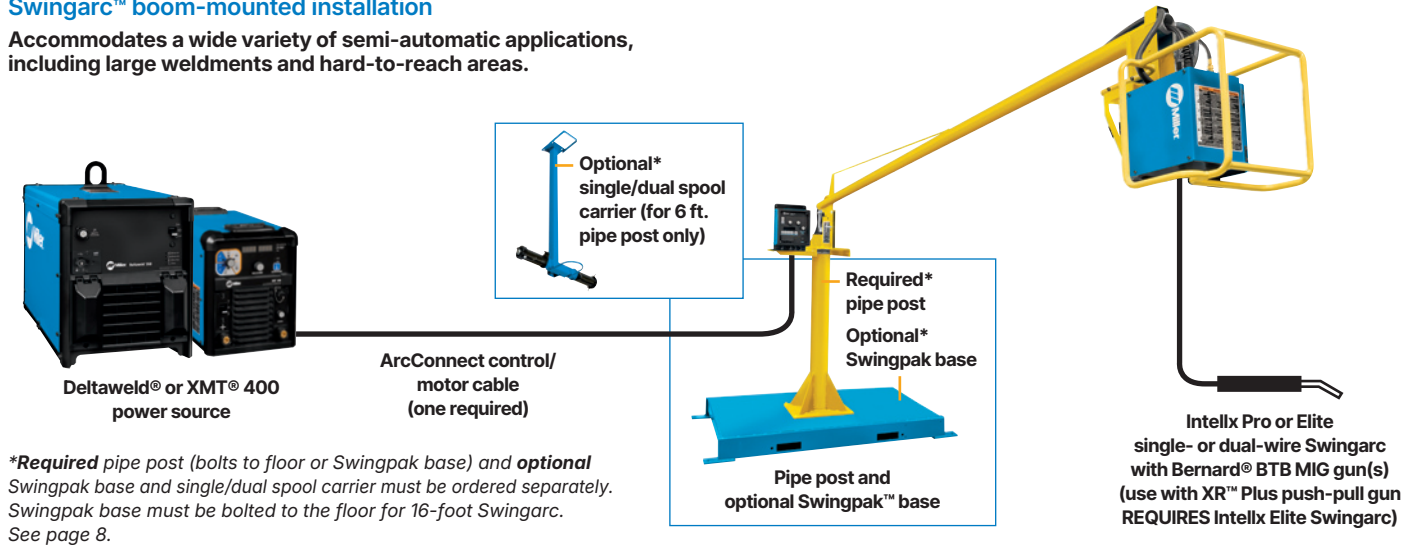 Swingarc™ boom-mounted installation
Accommodates a wide variety of semi-automatic applications,
including large weldments and hard-to-reach areas.
Optional*
single/dual spool
carrier (for 6 ft.
pipe post only)
Miller
Miller
Required*
pipe post
Optional*
Swingpak base
ArcConnect control/
motor cable
(one required)
Deltaweld® or XMT® 400
power source
Pipe post and
optional Swingpak™ base
Intellx Pro or Elite
single- or dual-wire Swingarc
with Bernard® BTB MIG gun(s)
(use with XR™ Plus push-pull gun
REQUIRES Intellx Elite Swingarc)
*Required pipe post (bolts to floor or Swingpak base) and optional
Swingpak base and single/dual spool carrier must be ordered separately.
Swingpak base must be bolted to the floor for 16-foot Swingarc.
See page 8.